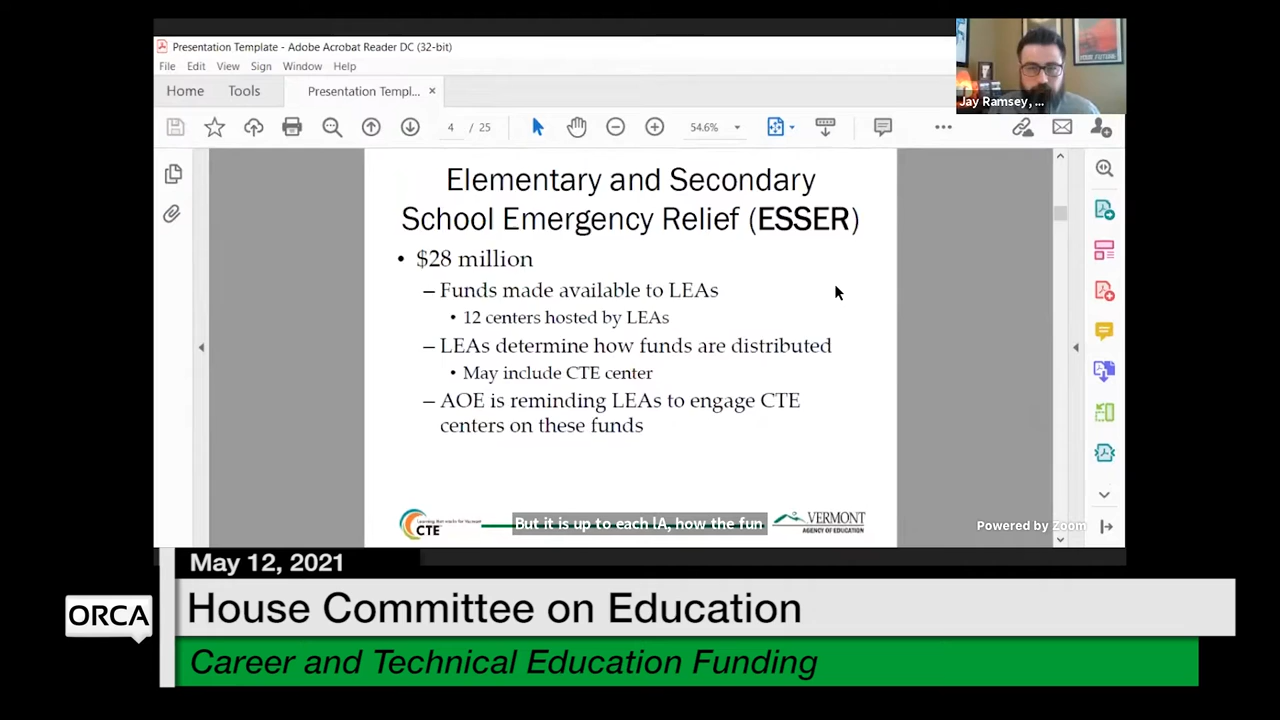 Presentation Template - Adobe Acrobat Reader DC (32-bit)
File Edit View Sign Window Help
Home Tools Presentation Templ... ×
4 / 25 54.6%
Jay Ramsey, ...
Elementary and Secondary
School Emergency Relief (ESSER)
• $28 million
– Funds made available to LEAs
• 12 centers hosted by LEAs
– LEAs determine how funds are distributed
• May include CTE center
– AOE is reminding LEAs to engage CTE
centers on these funds
CTE
But it is up to each lA, how the fun
VERMONT
AGENCY OF EDUCATION
Powered by Zoom
May 12, 2021
ORCA
House Committee on Education
Career and Technical Education Funding